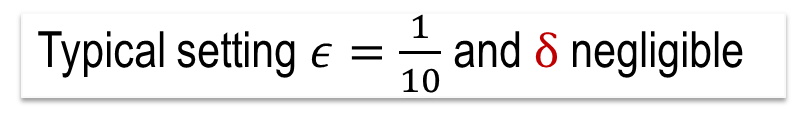 Typical setting ϵ = 1/10 and δ negligible